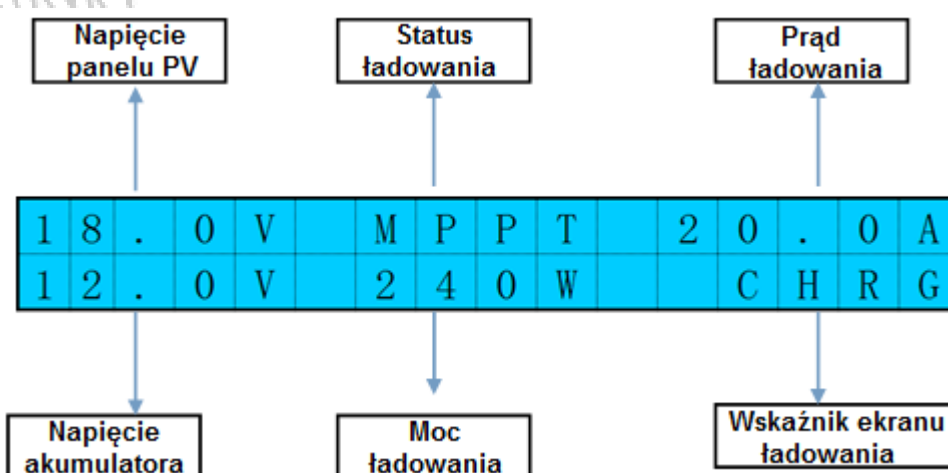 Napięcie
panelu PV
Status
ładowania
Prąd
ładowania
18.0V MPPT 20.0A
12.0V 240W CHRG
Napięcie
akumulatora
Moc
ładowania
Wskaźnik ekranu
ładowania